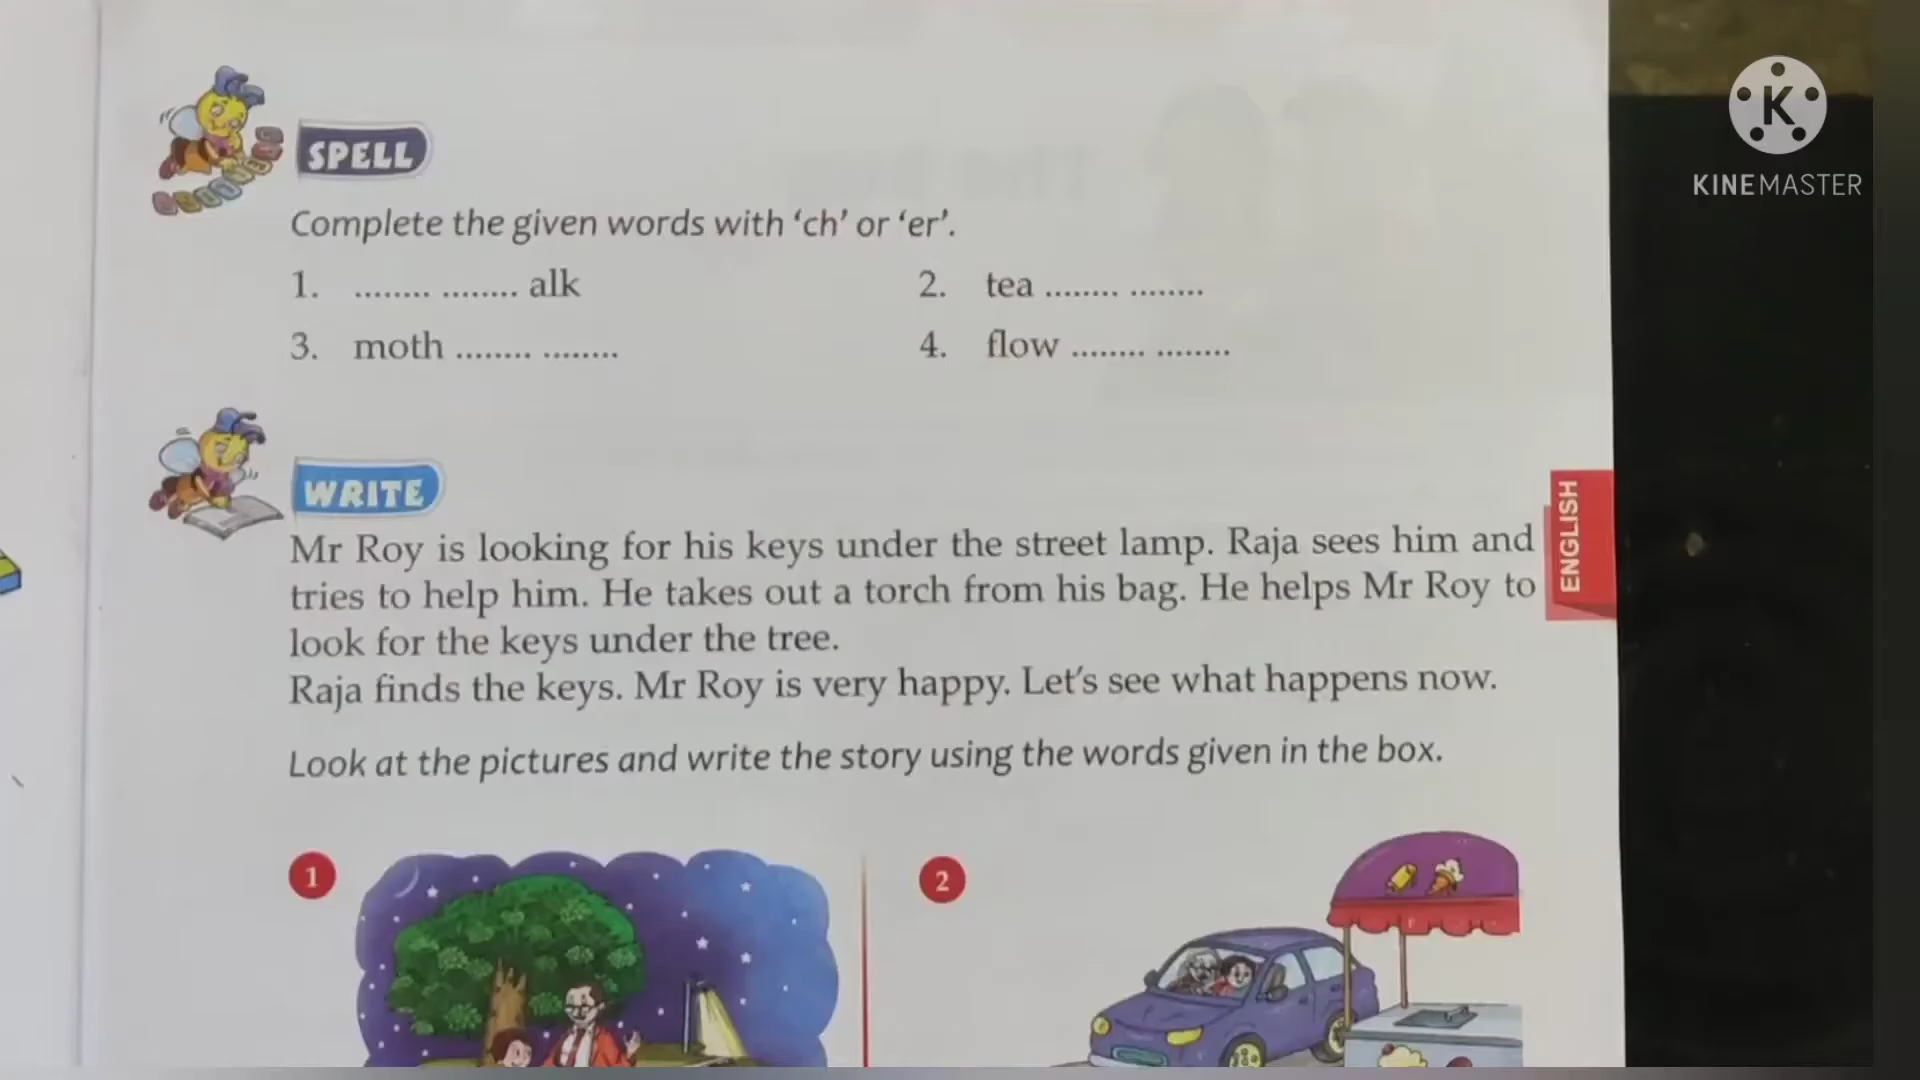 SPELL
Complete the given words with ‘ch’ or ‘er’.
1. ........ ........ alk
2. tea ........ ........
3. moth ........ ........
4. flow ........ ........
WRITE
Mr Roy is looking for his keys under the street lamp. Raja sees him and
tries to help him. He takes out a torch from his bag. He helps Mr Roy to
look for the keys under the tree.
Raja finds the keys. Mr Roy is very happy. Let’s see what happens now.
Look at the pictures and write the story using the words given in the box.
1
2
ENGLISH
K
KINEMASTER